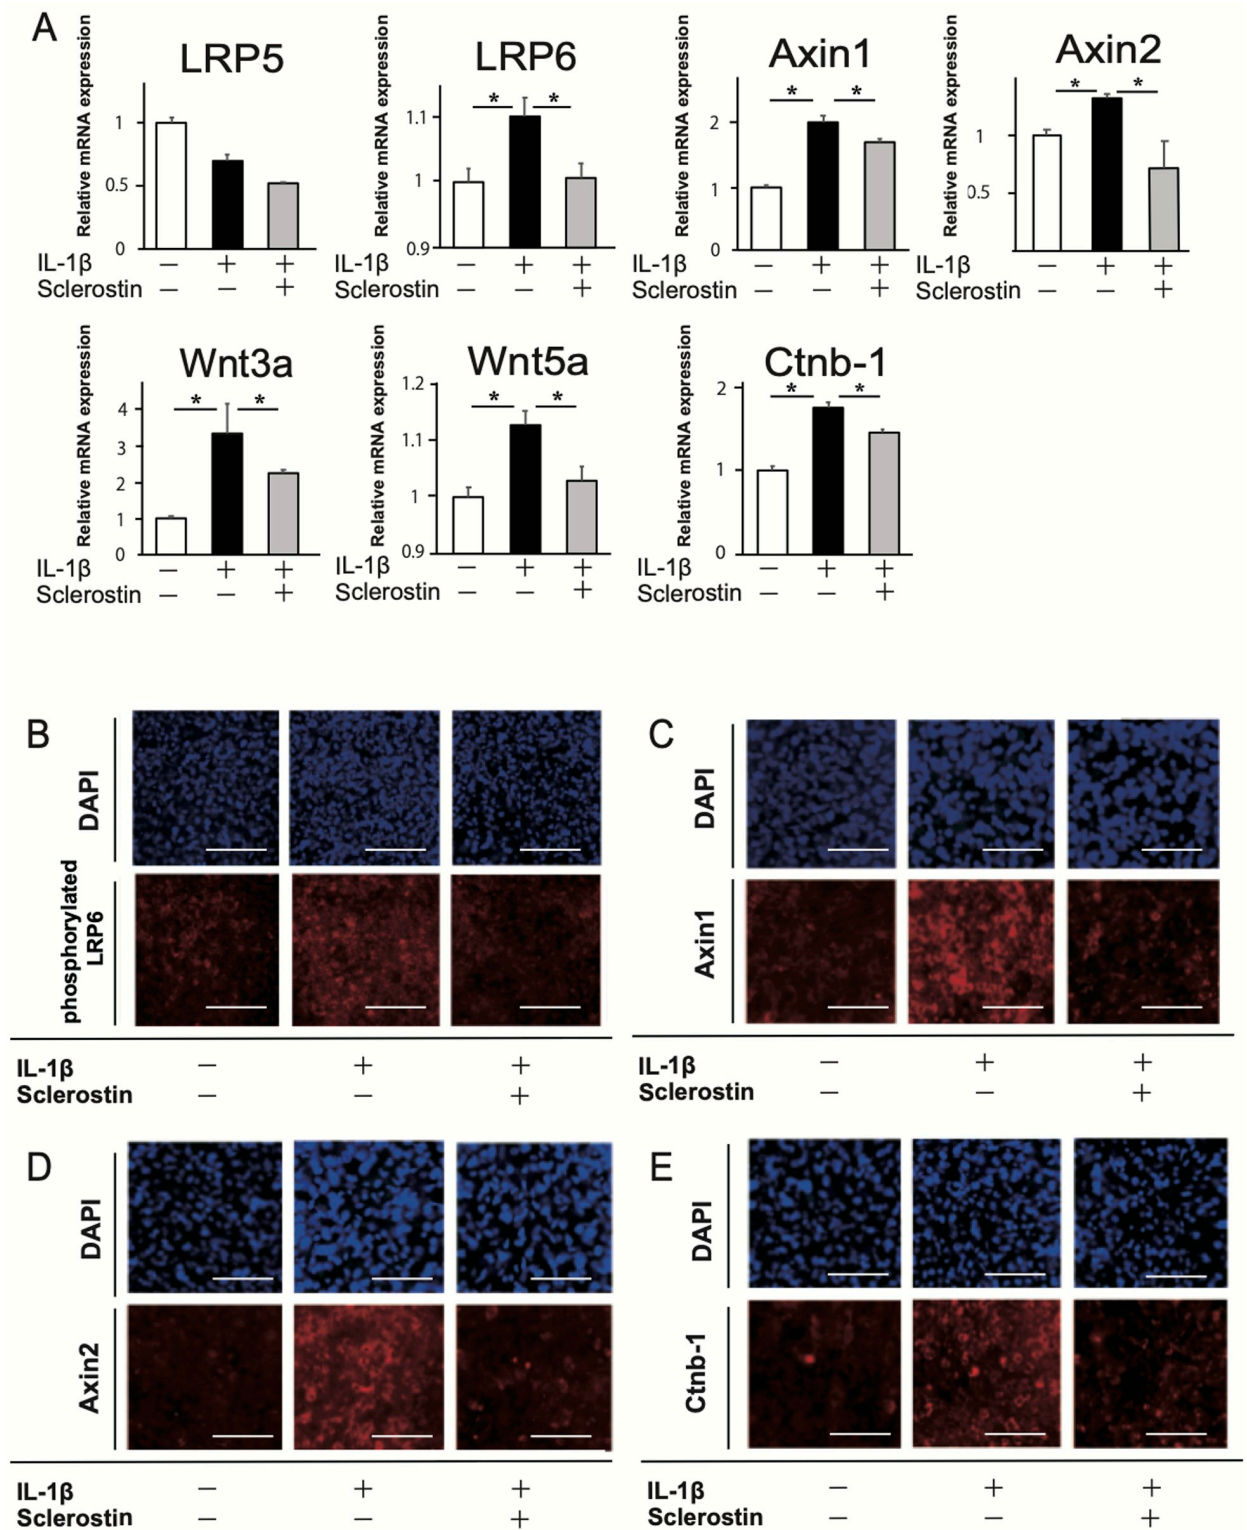 A
LRP5
Relative mRNA expression
1
0.5
0
IL-1β − + +
Sclerostin − − +
LRP6
Relative mRNA expression
* *
1.1
1
0.9
IL-1β − + +
Sclerostin − − +
Axin1
Relative mRNA expression
* *
2
1
0
IL-1β − + +
Sclerostin − − +
Axin2
Relative mRNA expression
* *
1
0.5
IL-1β − + +
Sclerostin − − +
Wnt3a
Relative mRNA expression
* *
4
3
2
1
0
IL-1β − + +
Sclerostin − − +
Wnt5a
Relative mRNA expression
* *
1.2
1.1
1
0.9
IL-1β − + +
Sclerostin − − +
Ctnb-1
Relative mRNA expression
* *
2
1
0
IL-1β − + +
Sclerostin − − +
B
DAPI
phosphorylated
LRP6
IL-1β − + +
Sclerostin − − +
C
DAPI
Axin1
IL-1β − + +
Sclerostin − − +
D
DAPI
Axin2
IL-1β − + +
Sclerostin − − +
E
DAPI
Ctnb-1
IL-1β − + +
Sclerostin − − +